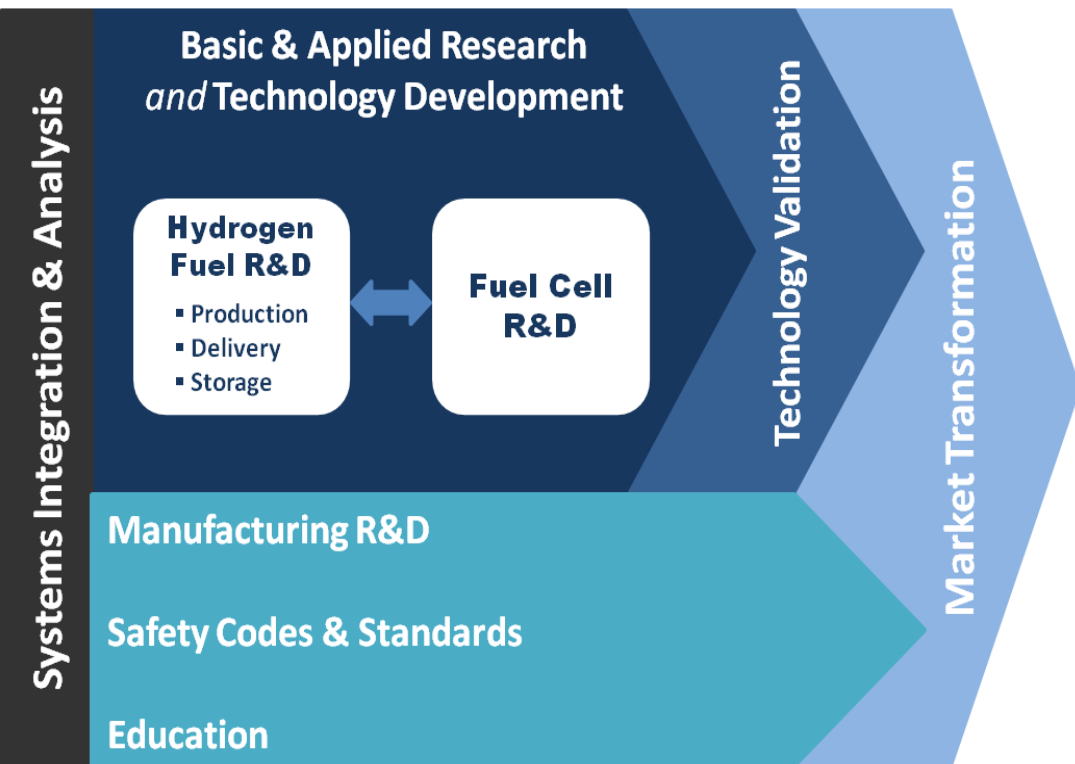 Systems Integration & Analysis
Basic & Applied Research
and Technology Development
Hydrogen
Fuel R&D
▪ Production
▪ Delivery
▪ Storage
Fuel Cell
R&D
Technology Validation
Market Transformation
Manufacturing R&D
Safety Codes & Standards
Education